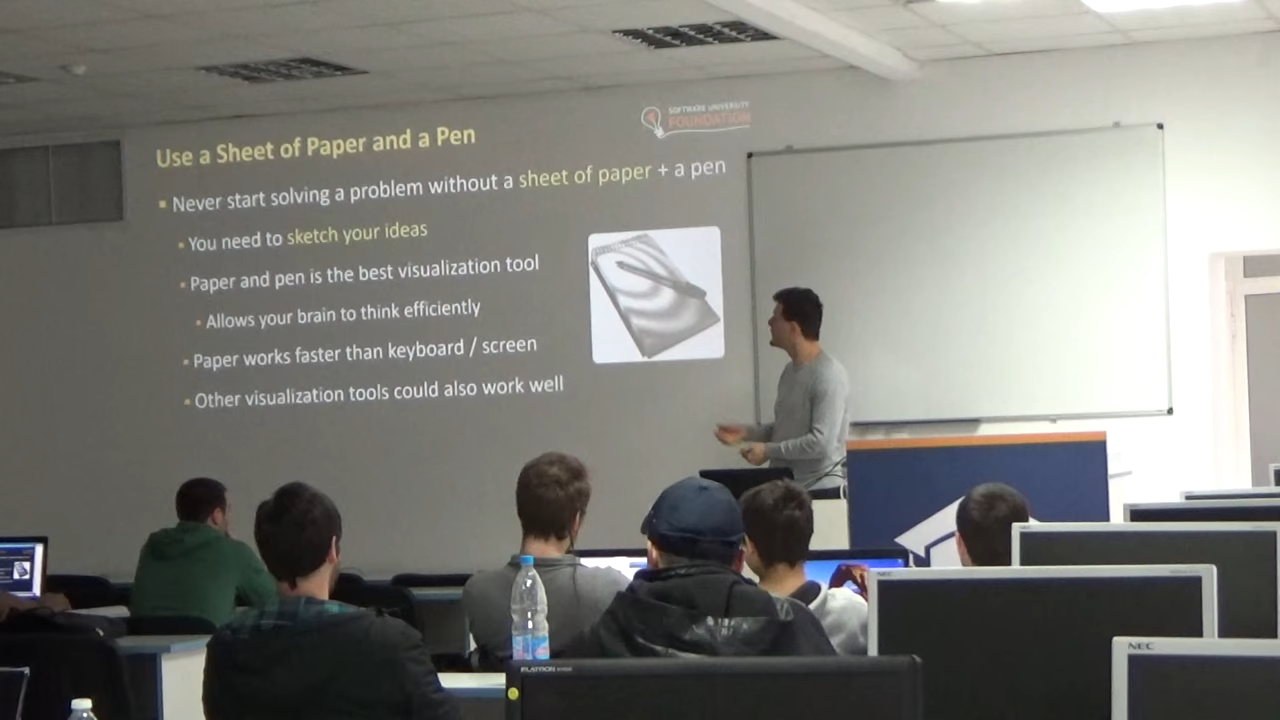 SOFTWARE UNIVERSITY
FOUNDATION
Use a Sheet of Paper and a Pen
Never start solving a problem without a sheet of paper + a pen
You need to sketch your ideas
Paper and pen is the best visualization tool
Allows your brain to think efficiently
Paper works faster than keyboard / screen
Other visualization tools could also work well
NEC
FLATRON
NEC